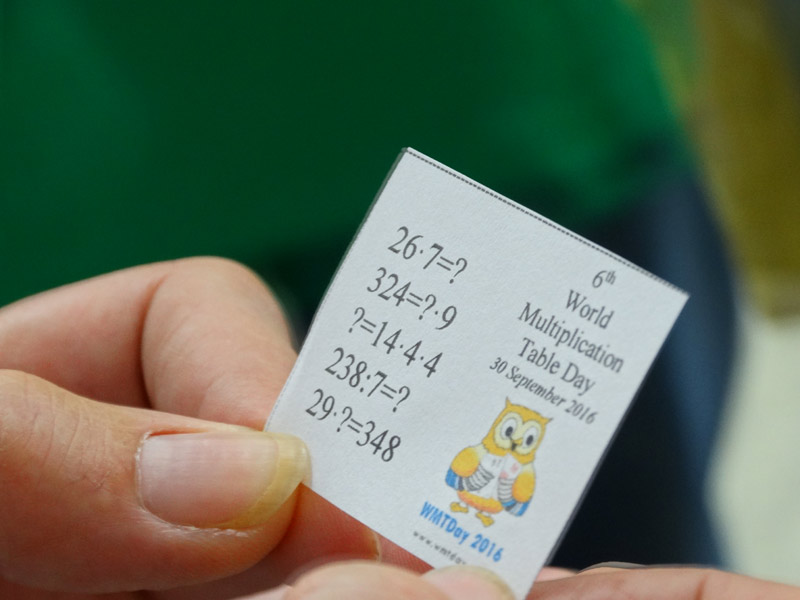 26·7=?
324=?·9
?=14·4·4
238:7=?
29·?=348
6th
World
Multiplication
Table Day
30 September 2016
WMTDay 2016